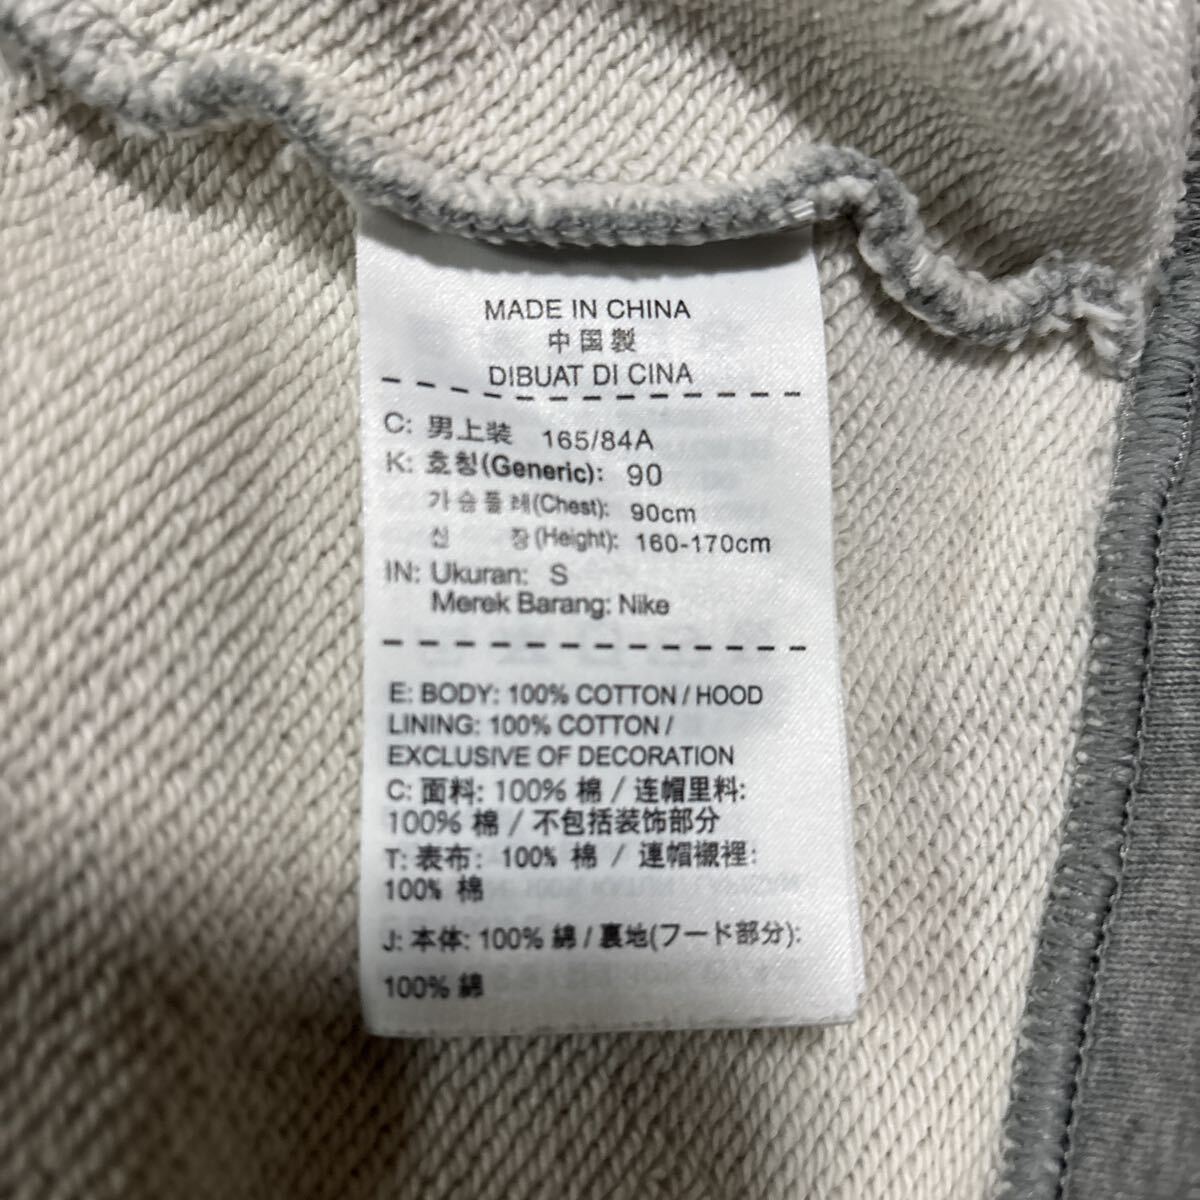 MADE IN CHINA
中国製
DIBUAT DI CINA
C: 男上装 165/84A
K: 호칭(Generic): 90
가슴둘레(Chest): 90cm
신 장(Height): 160-170cm
IN: Ukuran: S
Merek Barang: Nike
E: BODY: 100% COTTON / HOOD
LINING: 100% COTTON /
EXCLUSIVE OF DECORATION
C: 面料: 100% 棉 / 连帽里料:
100% 棉 / 不包括装饰部分
T: 表布: 100% 棉 / 連帽襯裡:
100% 棉
J: 本体: 100% 綿 / 裏地(フード部分):
100% 綿